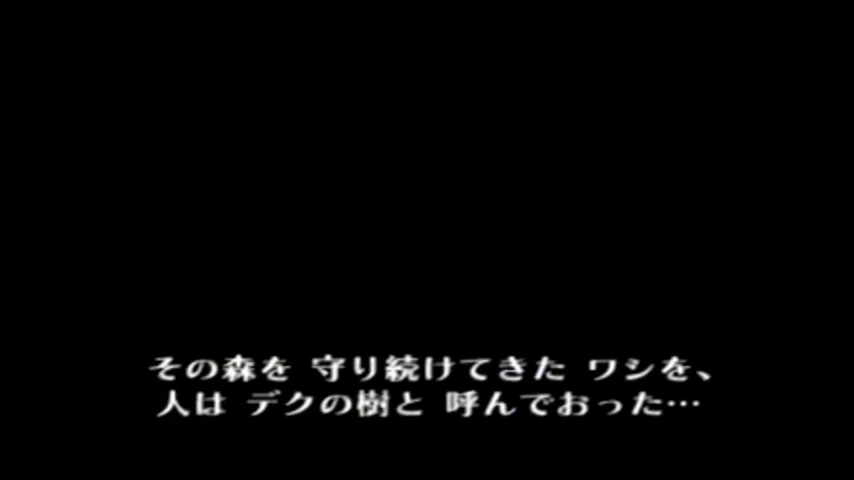 その森を 守り続けてきた ワシを、
人は デクの樹と 呼んでおった…